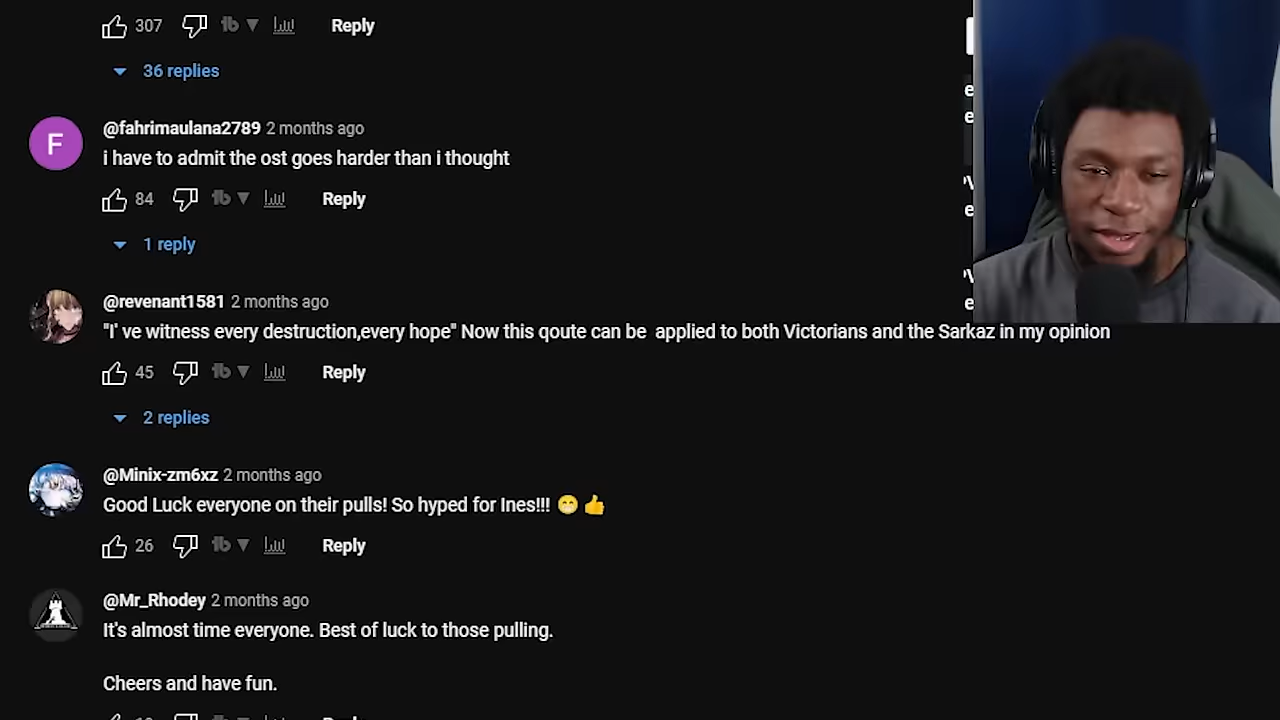 307 Reply
36 replies
F
@fahrimaulana2789 2 months ago
i have to admit the ost goes harder than i thought
84 Reply
1 reply
@revenant1581 2 months ago
"I' ve witness every destruction,every hope" Now this qoute can be applied to both Victorians and the Sarkaz in my opinion
45 Reply
2 replies
@Minix-zm6xz 2 months ago
Good Luck everyone on their pulls! So hyped for Ines!!! 😁👍
26 Reply
@Mr_Rhodey 2 months ago
It's almost time everyone. Best of luck to those pulling.
Cheers and have fun.